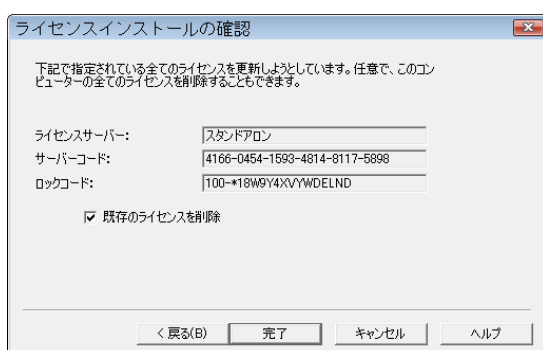 ライセンスインストールの確認
下記で指定されている全てのライセンスを更新しようとしています。任意で、このコン
ピューターの全てのライセンスを削除することもできます。
ライセンスサーバー: スタンドアロン
サーバーコード: 4166-0454-1593-4814-8117-5898
ロックコード: 100-*18W9Y4XVYWDELND
既存のライセンスを削除
< 戻る(B) 完了 キャンセル ヘルプ